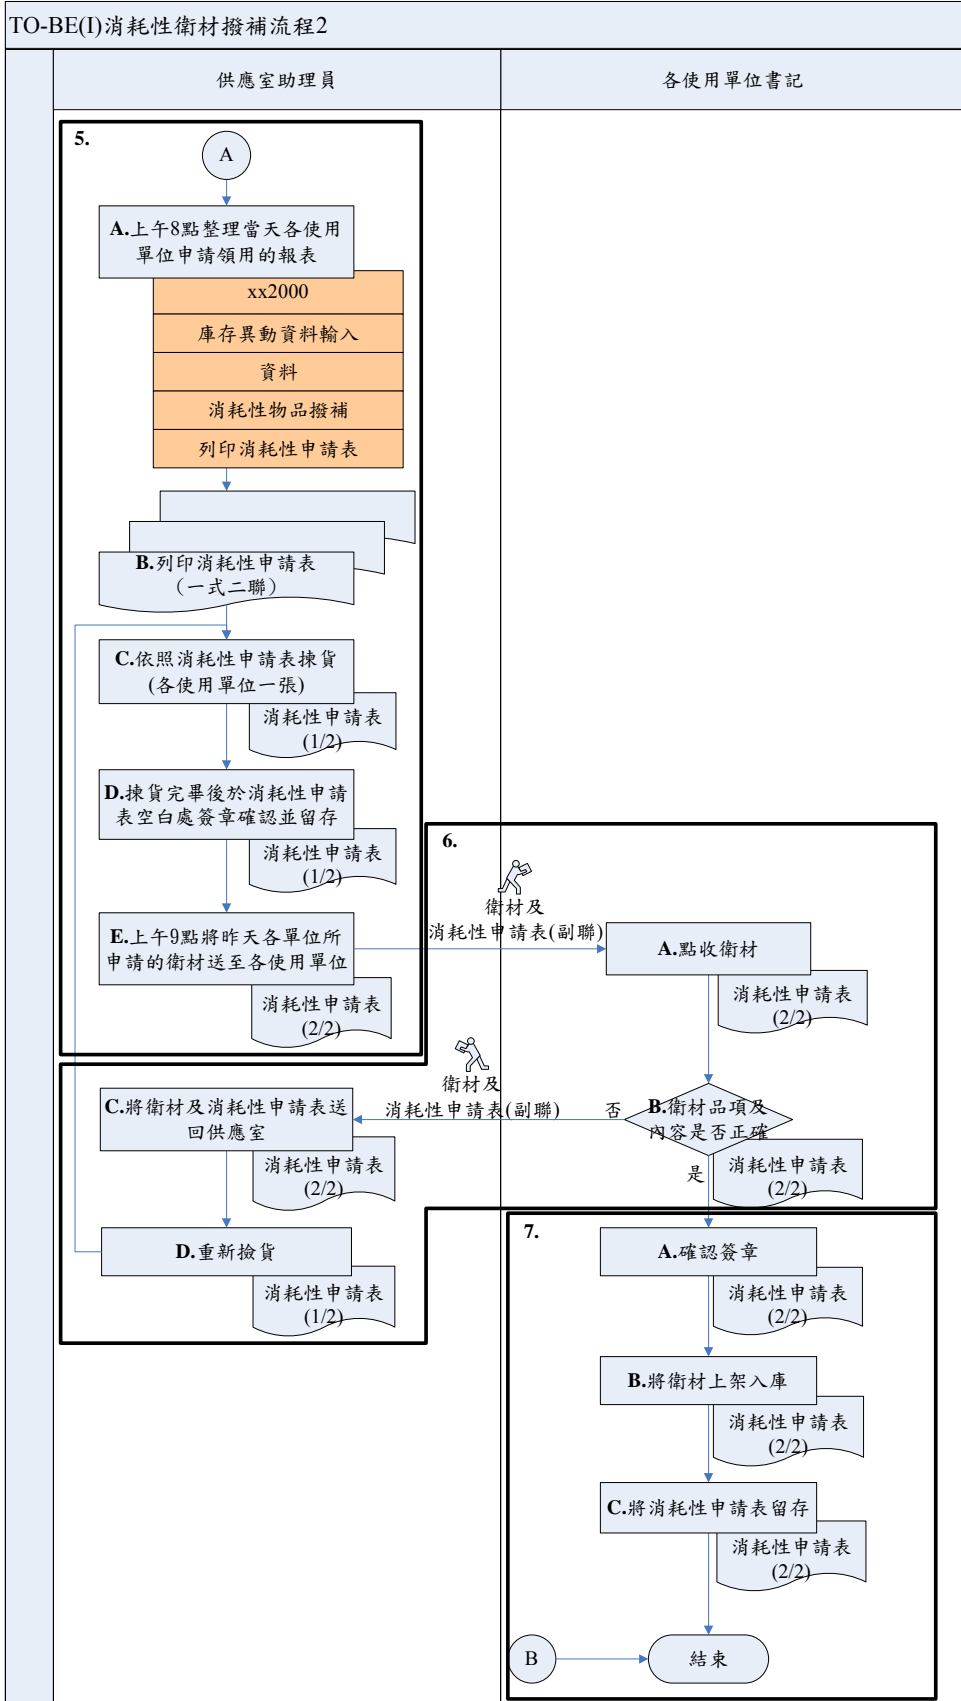 TO-BE(I)消耗性衛材撥補流程2
供應室助理員
各使用單位書記
5.
A
A.上午8點整理當天各使用
單位申請領用的報表
xx2000
庫存異動資料輸入
資料
消耗性物品撥補
列印消耗性申請表
B.列印消耗性申請表
（一式二聯）
C.依照消耗性申請表揀貨
(各使用單位一張)
消耗性申請表
(1/2)
D.揀貨完畢後於消耗性申請
表空白處簽章確認並留存
消耗性申請表
(1/2)
E.上午9點將昨天各單位所
申請的衛材送至各使用單位
消耗性申請表
(2/2)
6.
衛材及
消耗性申請表(副聯)
A.點收衛材
消耗性申請表
(2/2)
B.衛材品項及
內容是否正確
消耗性申請表
(2/2)
否
是
衛材及
消耗性申請表(副聯)
C.將衛材及消耗性申請表送
回供應室
消耗性申請表
(2/2)
D.重新撿貨
消耗性申請表
(1/2)
7.
A.確認簽章
消耗性申請表
(2/2)
B.將衛材上架入庫
消耗性申請表
(2/2)
C.將消耗性申請表留存
消耗性申請表
(2/2)
B
結束